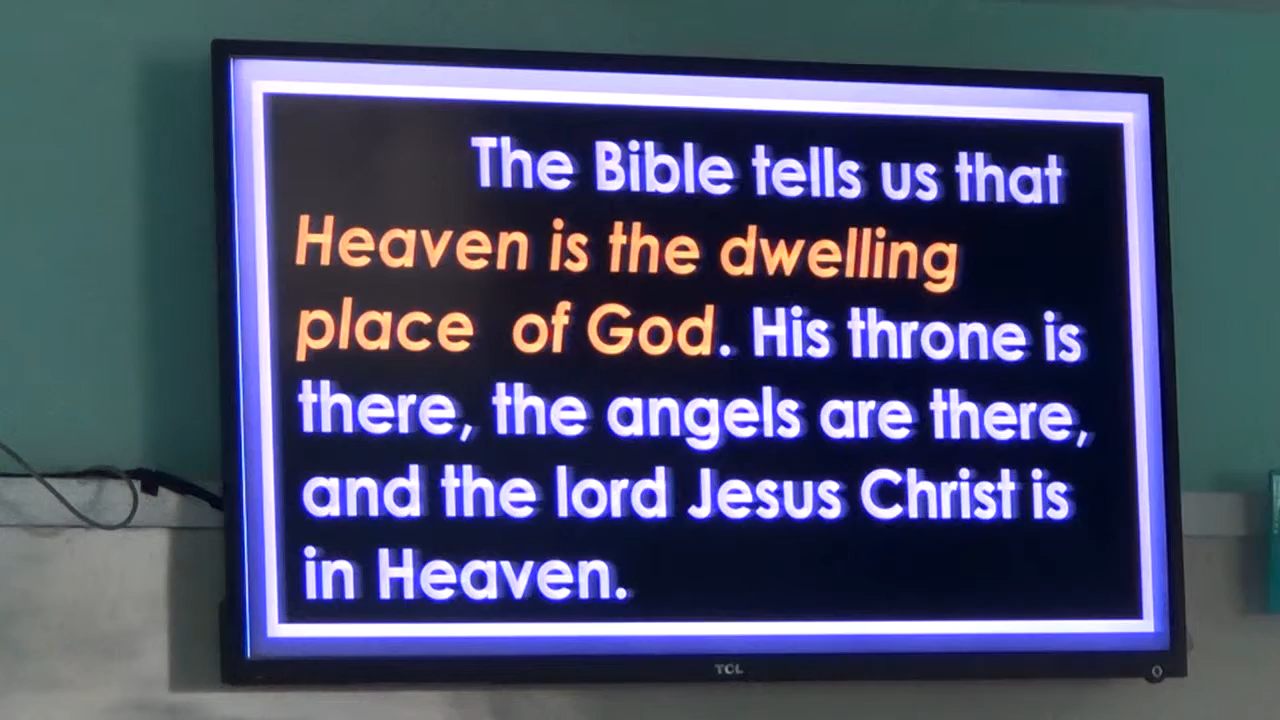 The Bible tells us that
Heaven is the dwelling
place of God. His throne is
there, the angels are there,
and the lord Jesus Christ is
in Heaven.
TCL